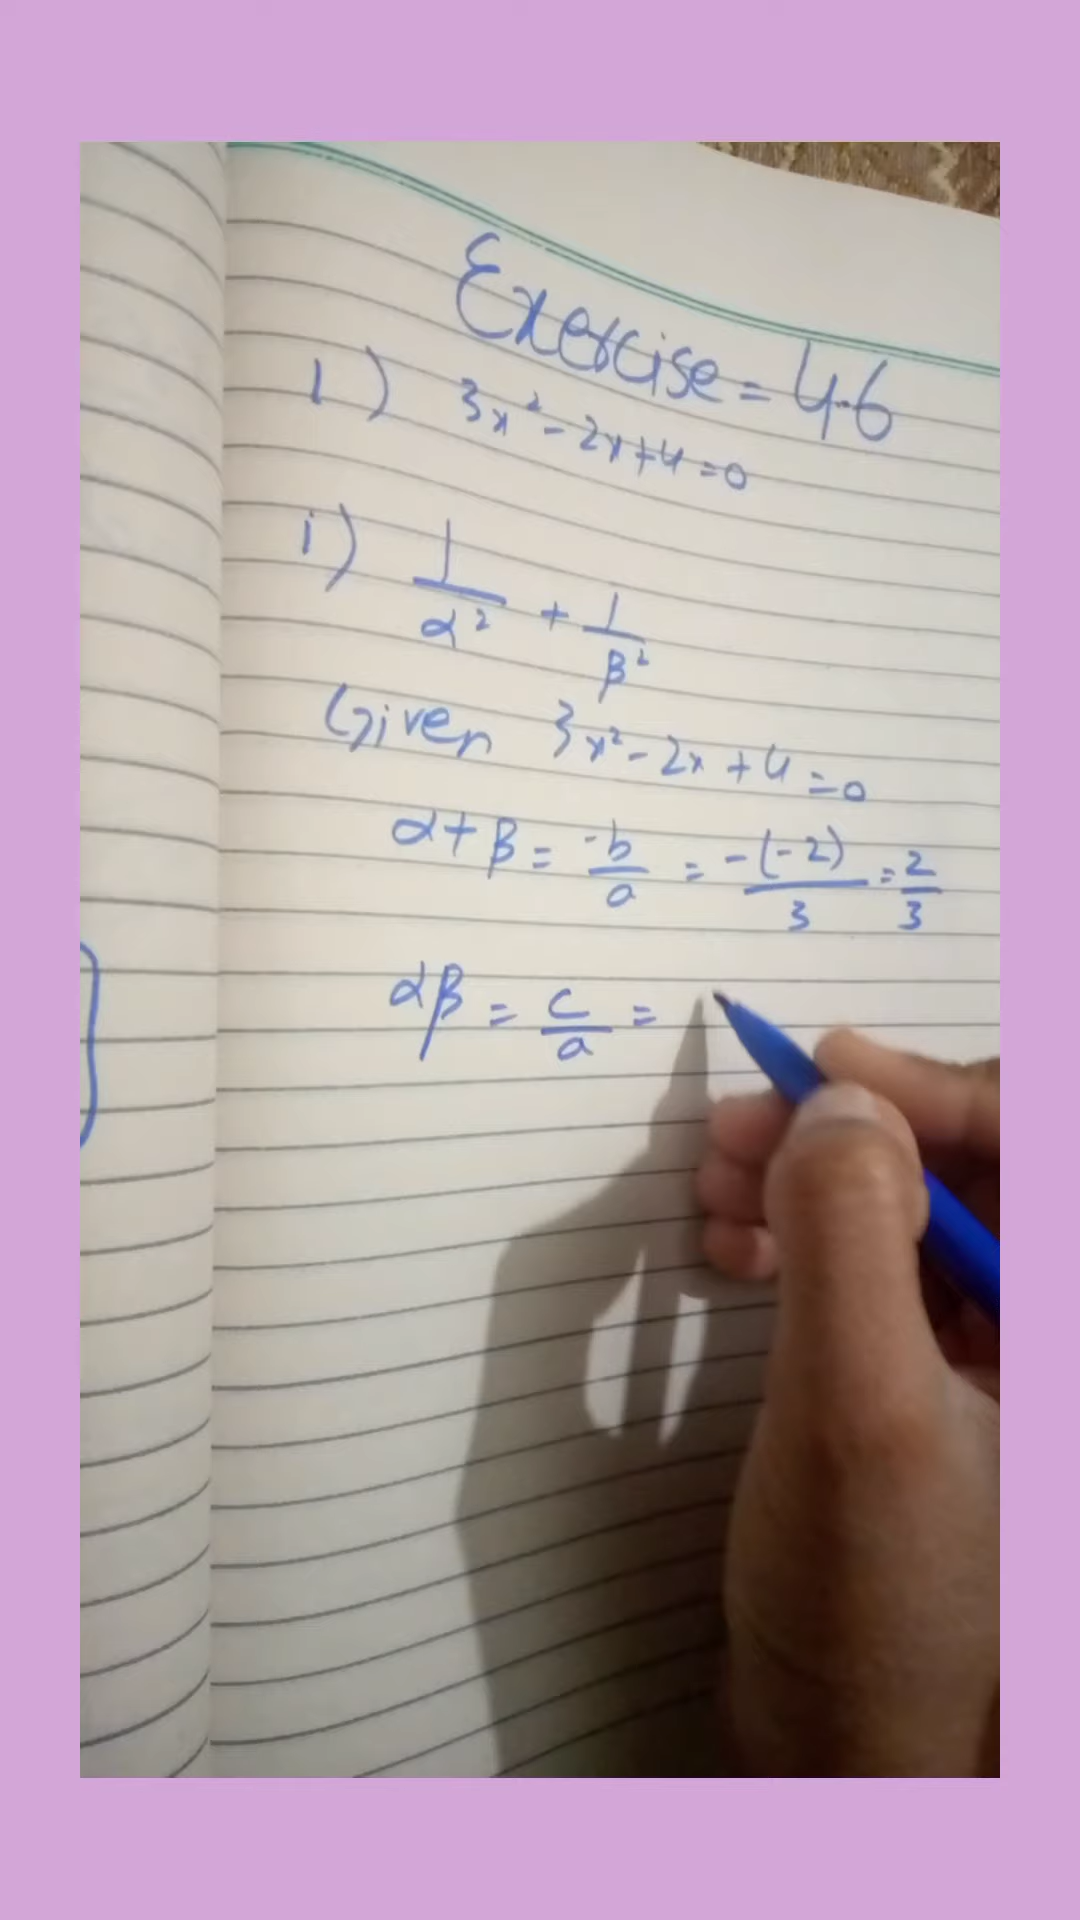 Exercise = 4.6
1) 3x² - 2x + 4 = 0
i) 1/α² + 1/β²
Given 3x² - 2x + 4 = 0
α + β = -b/a = -(-2)/3 = 2/3
αβ = c/a =